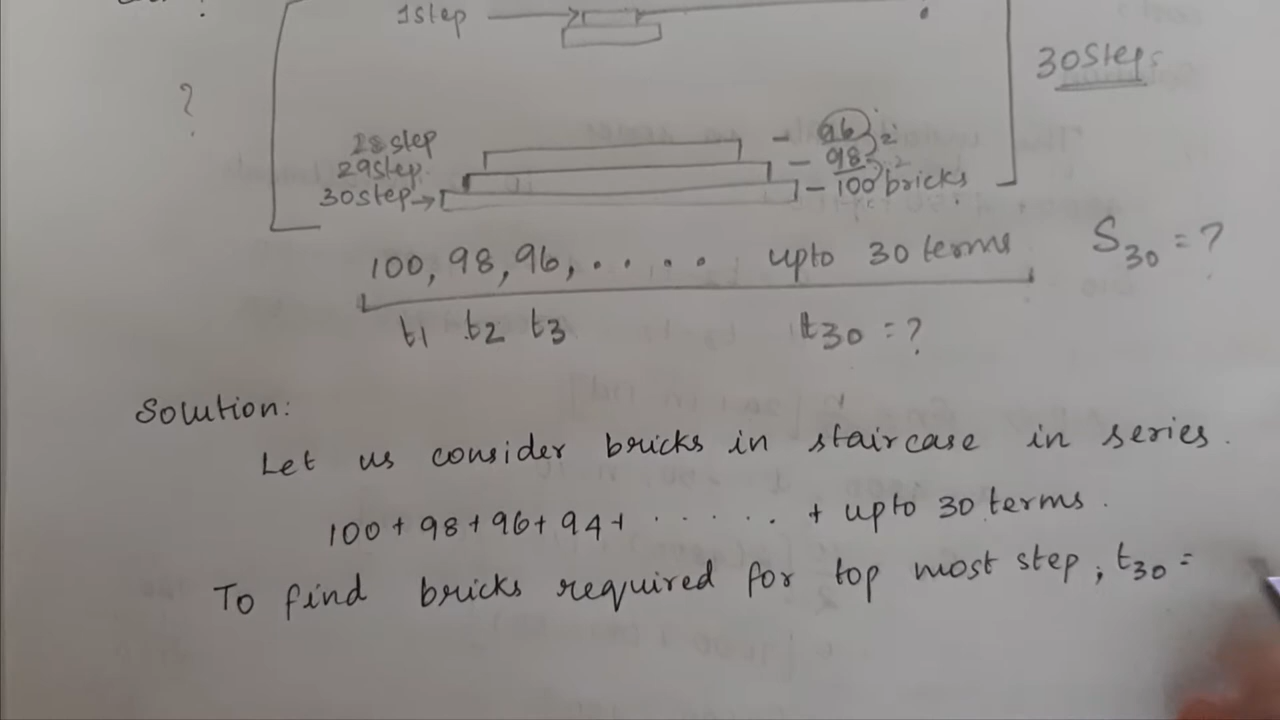 ?
1step
30Steps
?
28step - 96 2
29step - 98 2
30step → - 100 bricks
100, 98, 96, . . . . . upto 30 terms S30 = ?
t1 t2 t3 t30 = ?
Solution:
Let us consider bricks in staircase in series.
100 + 98 + 96 + 94 + . . . . . . + upto 30 terms.
To find bricks required for top most step, t30 =